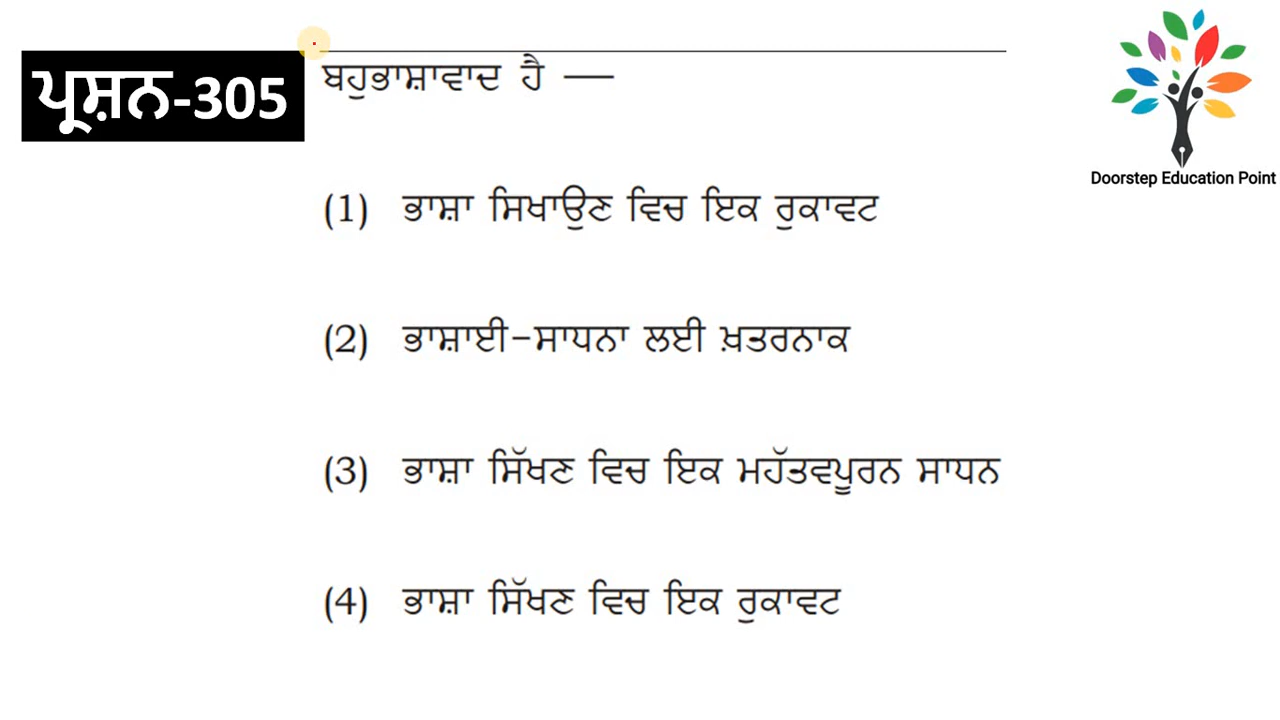 ਪ੍ਰਸ਼ਨ-305
ਬਹੁਭਾਸ਼ਾਵਾਦ ਹੈ —
Doorstep Education Point
(1) ਭਾਸ਼ਾ ਸਿਖਾਉਣ ਵਿਚ ਇਕ ਰੁਕਾਵਟ
(2) ਭਾਸ਼ਾਈ-ਸਾਧਨਾ ਲਈ ਖ਼ਤਰਨਾਕ
(3) ਭਾਸ਼ਾ ਸਿੱਖਣ ਵਿਚ ਇਕ ਮਹੱਤਵਪੂਰਨ ਸਾਧਨ
(4) ਭਾਸ਼ਾ ਸਿੱਖਣ ਵਿਚ ਇਕ ਰੁਕਾਵਟ